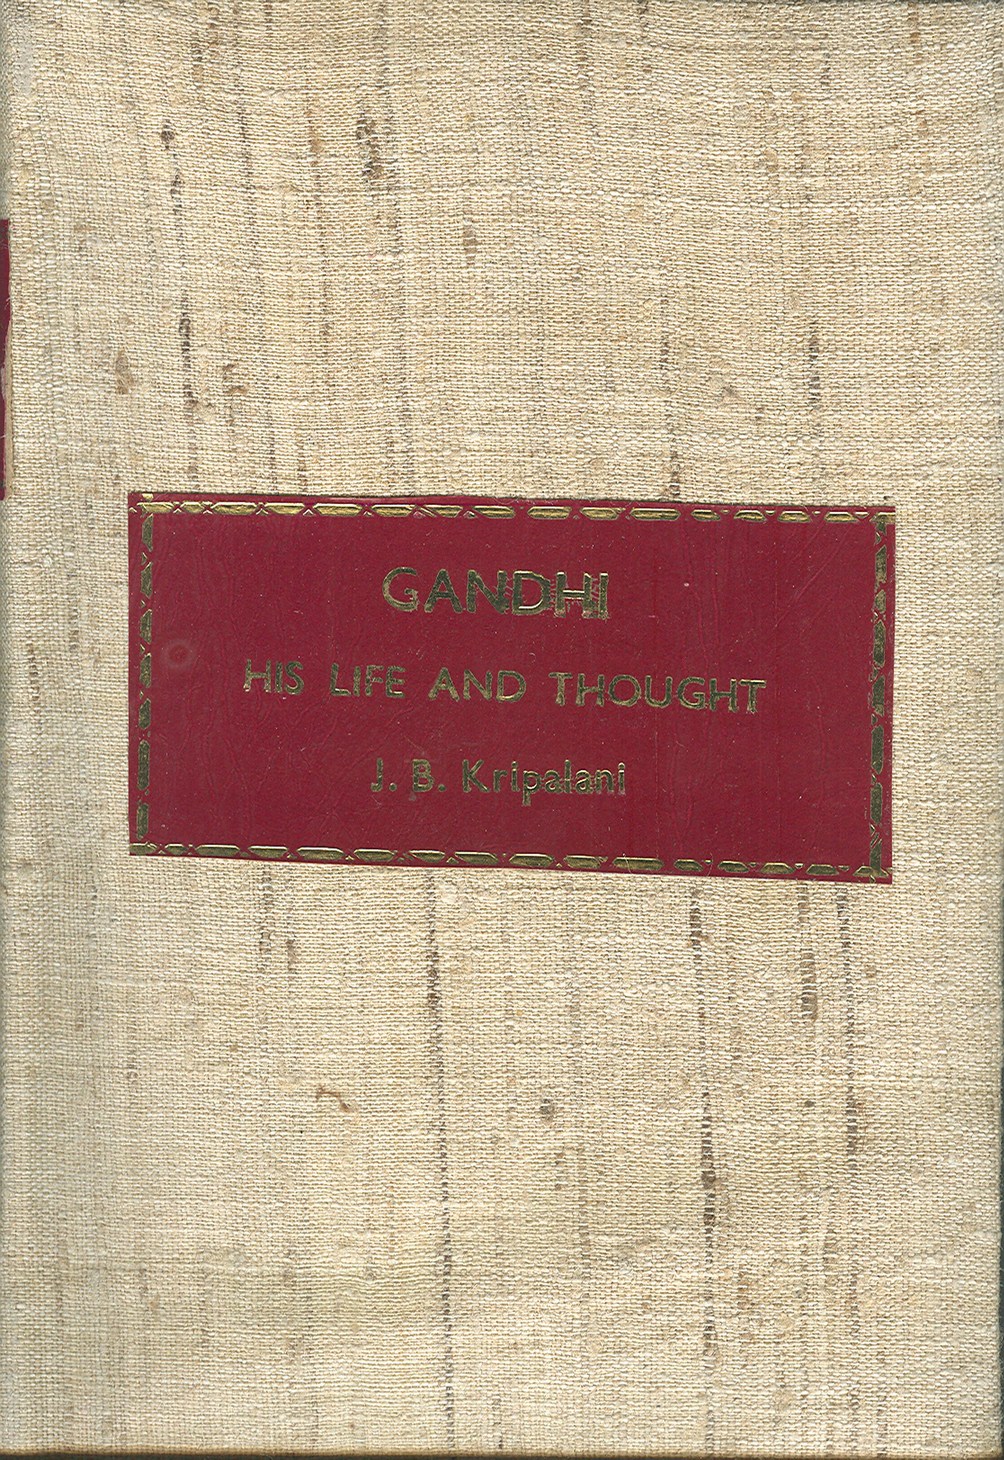 GANDHI
HIS LIFE AND THOUGHT
J. B. Kripalani